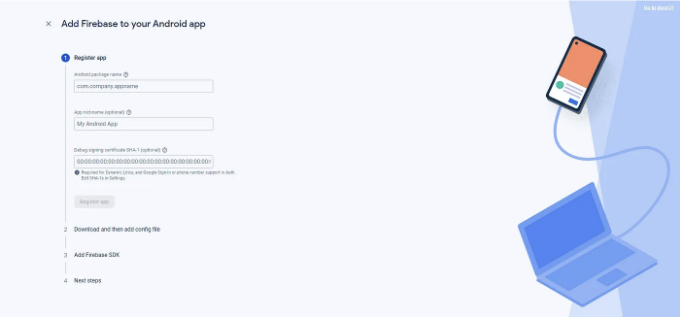 Go to docs
Add Firebase to your Android app
1 Register app
Android package name
com.company.appname
App nickname (optional)
My Android App
Debug signing certificate SHA-1 (optional)
00:00:00:00:00:00:00:00:00:00:00:00:00:00:00:00:00:
Required for Dynamic Links, and Google Sign-In or phone number support in Auth.
Edit SHA-1s in Settings.
Register app
2 Download and then add config file
3 Add Firebase SDK
4 Next steps